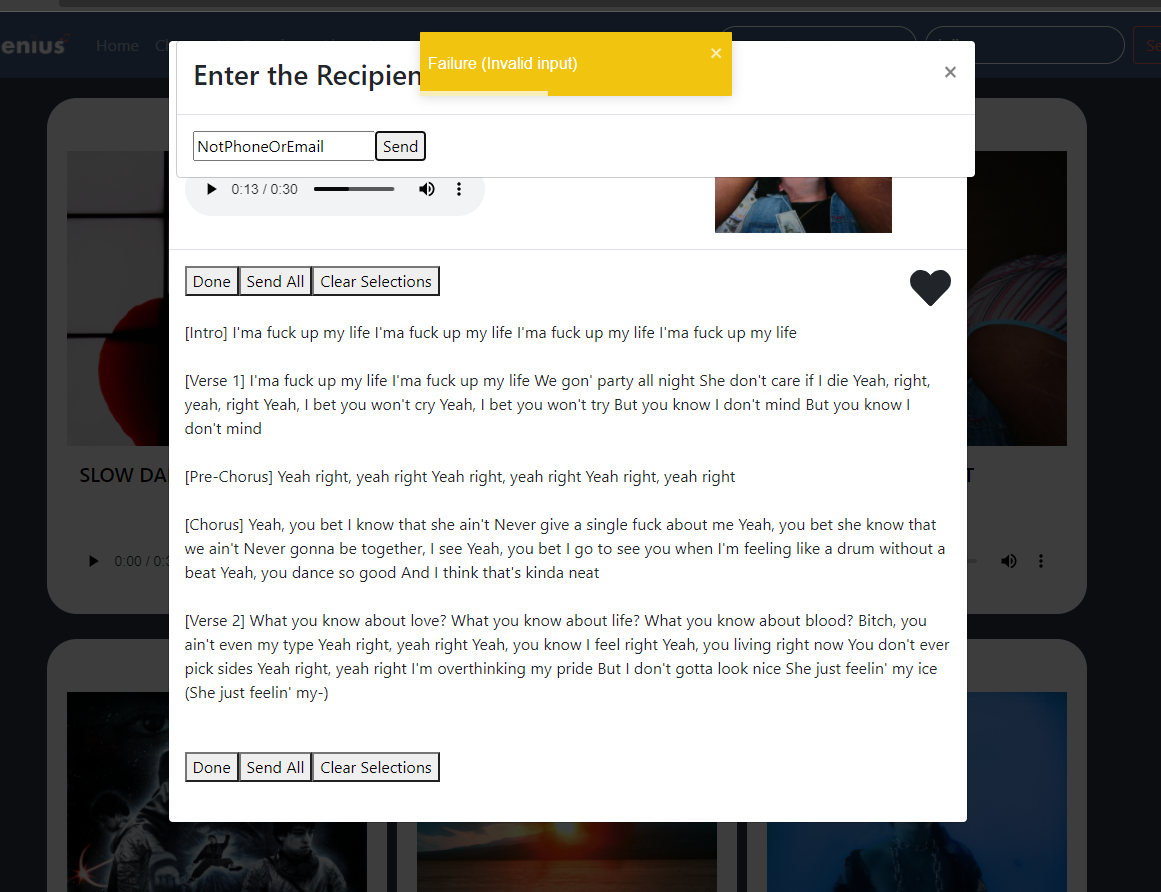 enius
Home
Failure (Invalid input) ×
Enter the Recipien
×
NotPhoneOrEmail Send
0:13 / 0:30
Done Send All Clear Selections
[Intro] I'ma fuck up my life I'ma fuck up my life I'ma fuck up my life I'ma fuck up my life
[Verse 1] I'ma fuck up my life I'ma fuck up my life We gon' party all night She don't care if I die Yeah, right,
yeah, right Yeah, I bet you won't cry Yeah, I bet you won't try But you know I don't mind But you know I
don't mind
[Pre-Chorus] Yeah right, yeah right Yeah right, yeah right Yeah right, yeah right
[Chorus] Yeah, you bet I know that she ain't Never give a single fuck about me Yeah, you bet she know that
we ain't Never gonna be together, I see Yeah, you bet I go to see you when I'm feeling like a drum without a
beat Yeah, you dance so good And I think that's kinda neat
[Verse 2] What you know about love? What you know about life? What you know about blood? Bitch, you
ain't even my type Yeah right, yeah right Yeah, you know I feel right Yeah, you living right now You don't ever
pick sides Yeah right, yeah right I'm overthinking my pride But I don't gotta look nice She just feelin' my ice
(She just feelin' my-)
Done Send All Clear Selections
SLOW DA
T
0:00 / 0:3